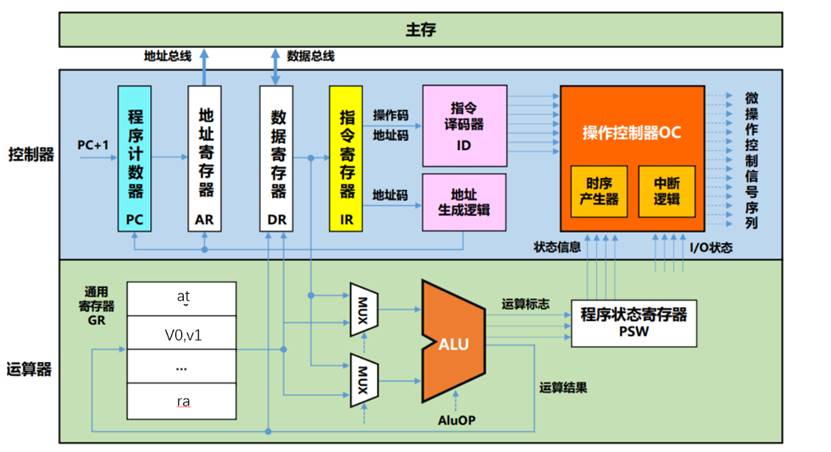 主存
地址总线
数据总线
控制器
PC+1
程序计数器
PC
地址寄存器
AR
数据寄存器
DR
指令寄存器
IR
操作码
地址码
地址码
指令
译码器
ID
地址
生成逻辑
操作控制器OC
时序
产生器
中断
逻辑
微操作控制信号序列
状态信息
I/O状态
运算器
通用
寄存器
GR
at
V0,v1
...
ra
MUX
MUX
ALU
AluOP
运算标志
运算结果
程序状态寄存器
PSW